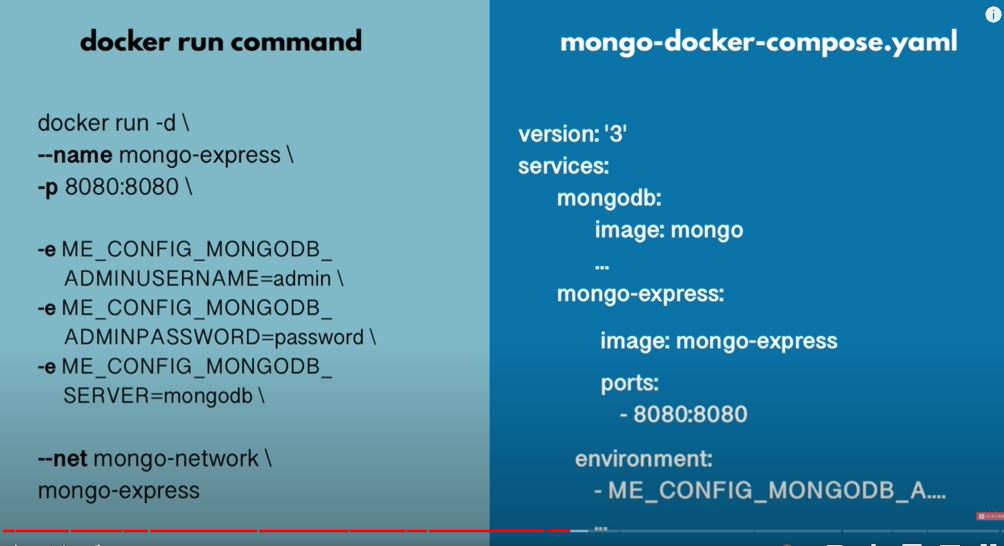 docker run command
docker run -d \
--name mongo-express \
-p 8080:8080 \
-e ME_CONFIG_MONGODB_
ADMINUSERNAME=admin \
-e ME_CONFIG_MONGODB_
ADMINPASSWORD=password \
-e ME_CONFIG_MONGODB_
SERVER=mongodb \
--net mongo-network \
mongo-express
mongo-docker-compose.yaml
version: '3'
services:
mongodb:
image: mongo
...
mongo-express:
image: mongo-express
ports:
- 8080:8080
environment:
- ME_CONFIG_MONGODB_A....
...